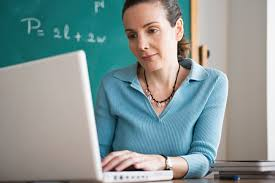 P = 2l + 2w